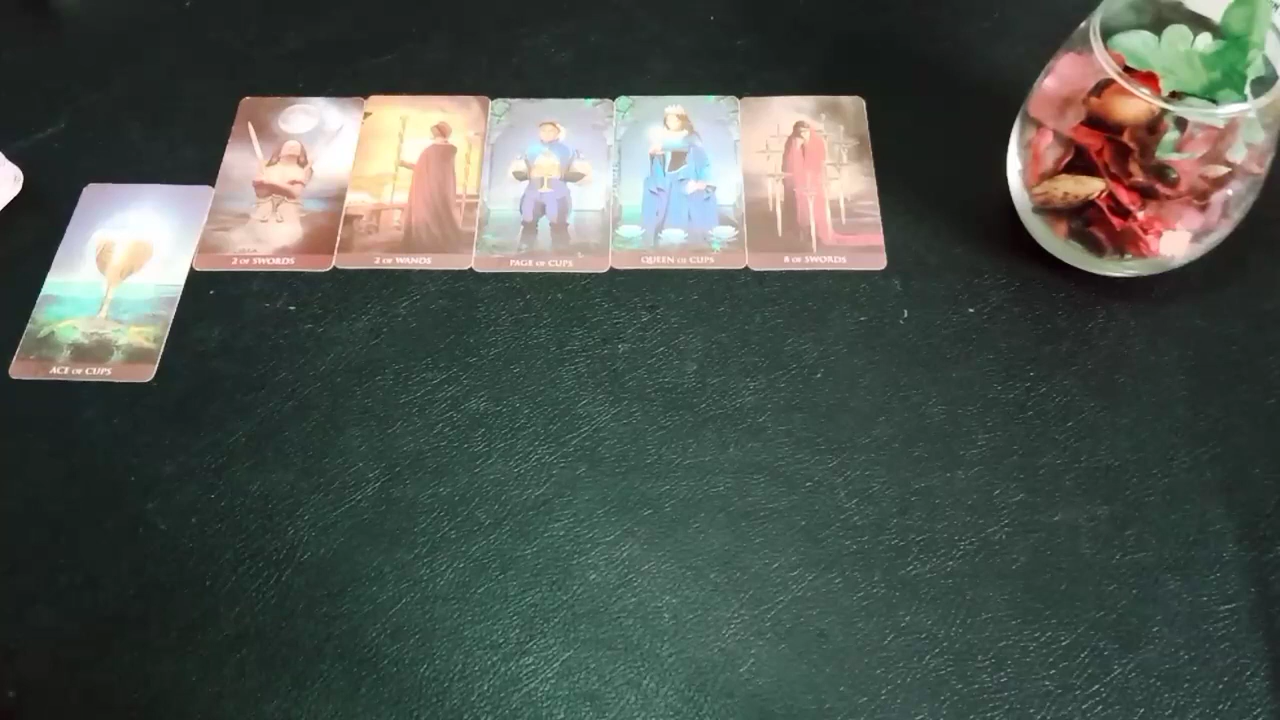 ACE OF CUPS
2 OF SWORDS
2 OF WANDS
PAGE OF CUPS
QUEEN OF CUPS
8 OF SWORDS